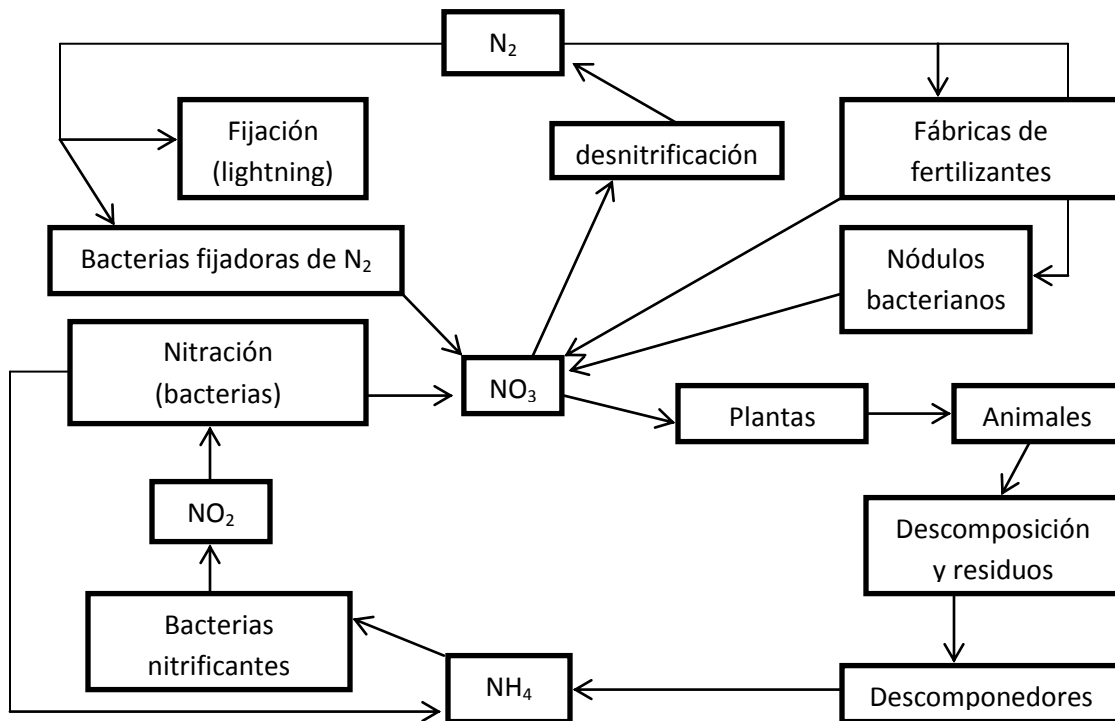 N₂
Fijación
(lightning)
desnitrificación
Fábricas de
fertilizantes
Bacterias fijadoras de N₂
Nódulos
bacterianos
Nitración
(bacterias)
NO₃
Plantas
Animales
NO₂
Descomposición
y residuos
Bacterias
nitrificantes
NH₄
Descomponedores